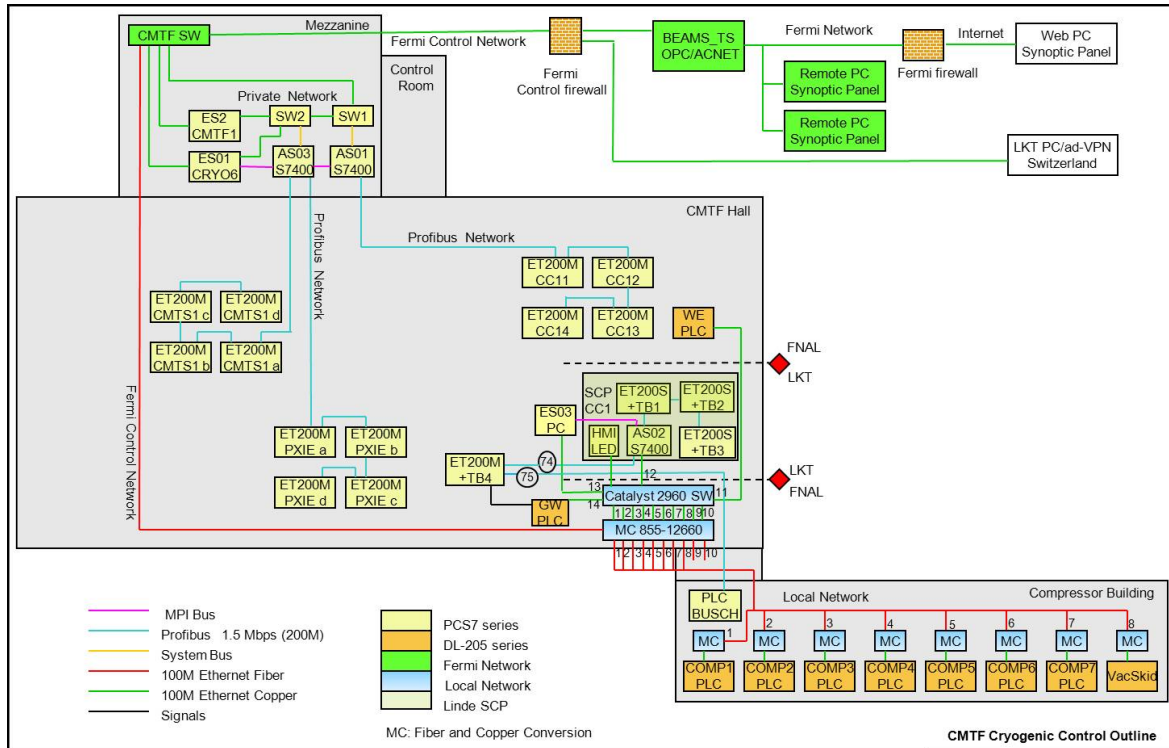 Mezzanine
CMTF SW
Fermi Control Network
Fermi
Control firewall
BEAMS_TS
OPC/ACNET
Fermi Network
Fermi firewall
Internet
Web PC
Synoptic Panel
Remote PC
Synoptic Panel
Remote PC
Synoptic Panel
LKT PC/ad-VPN
Switzerland
Control
Room
Private Network
ES2
CMTF1
SW2
SW1
ES01
CRYO6
AS03
S7400
AS01
S7400
CMTF Hall
Profibus Network
Profibus Network
ET200M
CC11
ET200M
CC12
ET200M
CC14
ET200M
CC13
WE
PLC
ET200M
CMTS1 c
ET200M
CMTS1 d
ET200M
CMTS1 b
ET200M
CMTS1 a
FNAL
LKT
SCP
CC1
ET200S
+TB1
ET200S
+TB2
ET200S
+TB3
ES03
PC
HMI
LED
AS02
S7400
Fermi Control Network
ET200M
PXIE a
ET200M
PXIE b
ET200M
PXIE d
ET200M
PXIE c
ET200M
+TB4
74
75
12
LKT
FNAL
13
Catalyst 2960 SW
11
14
GW
PLC
1 2 3 4 5 6 7 8 9 10
MC 855-12660
1 2 3 4 5 6 7 8 9 10
PLC
BUSCH
Local Network
Compressor Building
1
2
3
4
5
6
7
8
MC
MC
MC
MC
MC
MC
MC
MC
COMP1
PLC
COMP2
PLC
COMP3
PLC
COMP4
PLC
COMP5
PLC
COMP6
PLC
COMP7
PLC
VacSkid
MPI Bus
Profibus 1.5 Mbps (200M)
System Bus
100M Ethernet Fiber
100M Ethernet Copper
Signals
PCS7 series
DL-205 series
Fermi Network
Local Network
Linde SCP
MC: Fiber and Copper Conversion
CMTF Cryogenic Control Outline